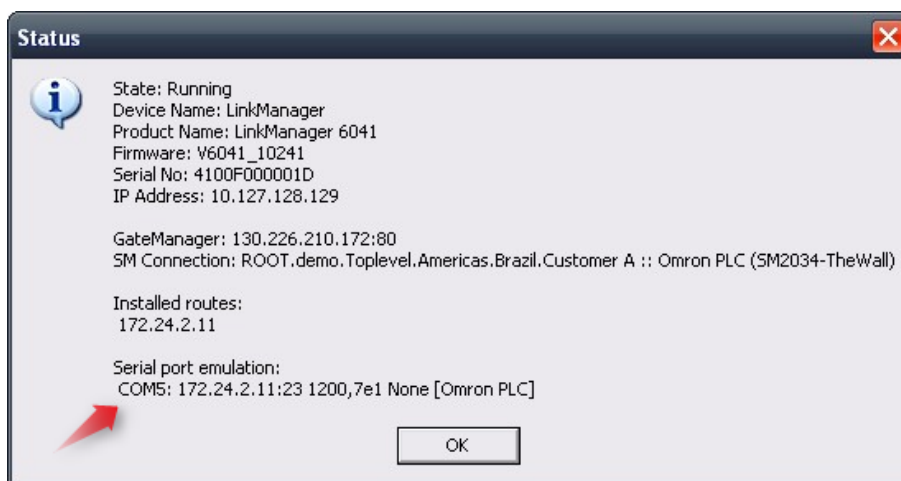 Status
State: Running
Device Name: LinkManager
Product Name: LinkManager 6041
Firmware: V6041_10241
Serial No: 4100F000001D
IP Address: 10.127.128.129
GateManager: 130.226.210.172:80
SM Connection: ROOT.demo.Toplevel.Americas.Brazil.Customer A :: Omron PLC (SM2034-TheWall)
Installed routes:
172.24.2.11
Serial port emulation:
COM5: 172.24.2.11:23 1200,7e1 None [Omron PLC]
OK